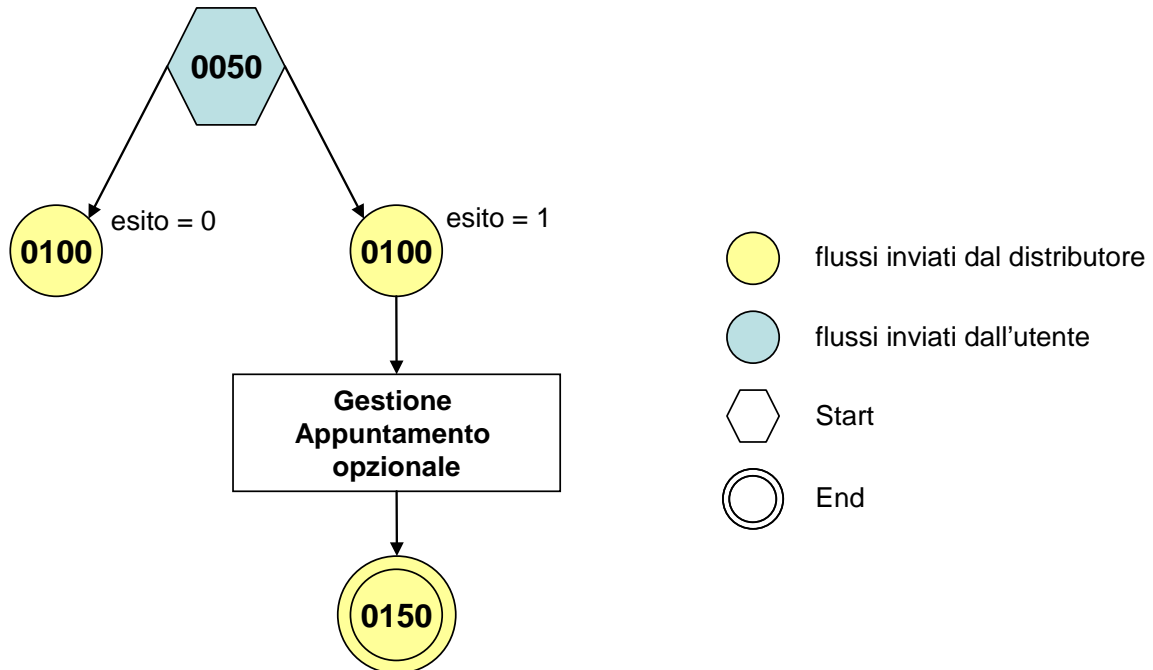 0050
0100
esito = 0
0100
esito = 1
Gestione
Appuntamento
opzionale
0150
flussi inviati dal distributore
flussi inviati dall'utente
Start
End